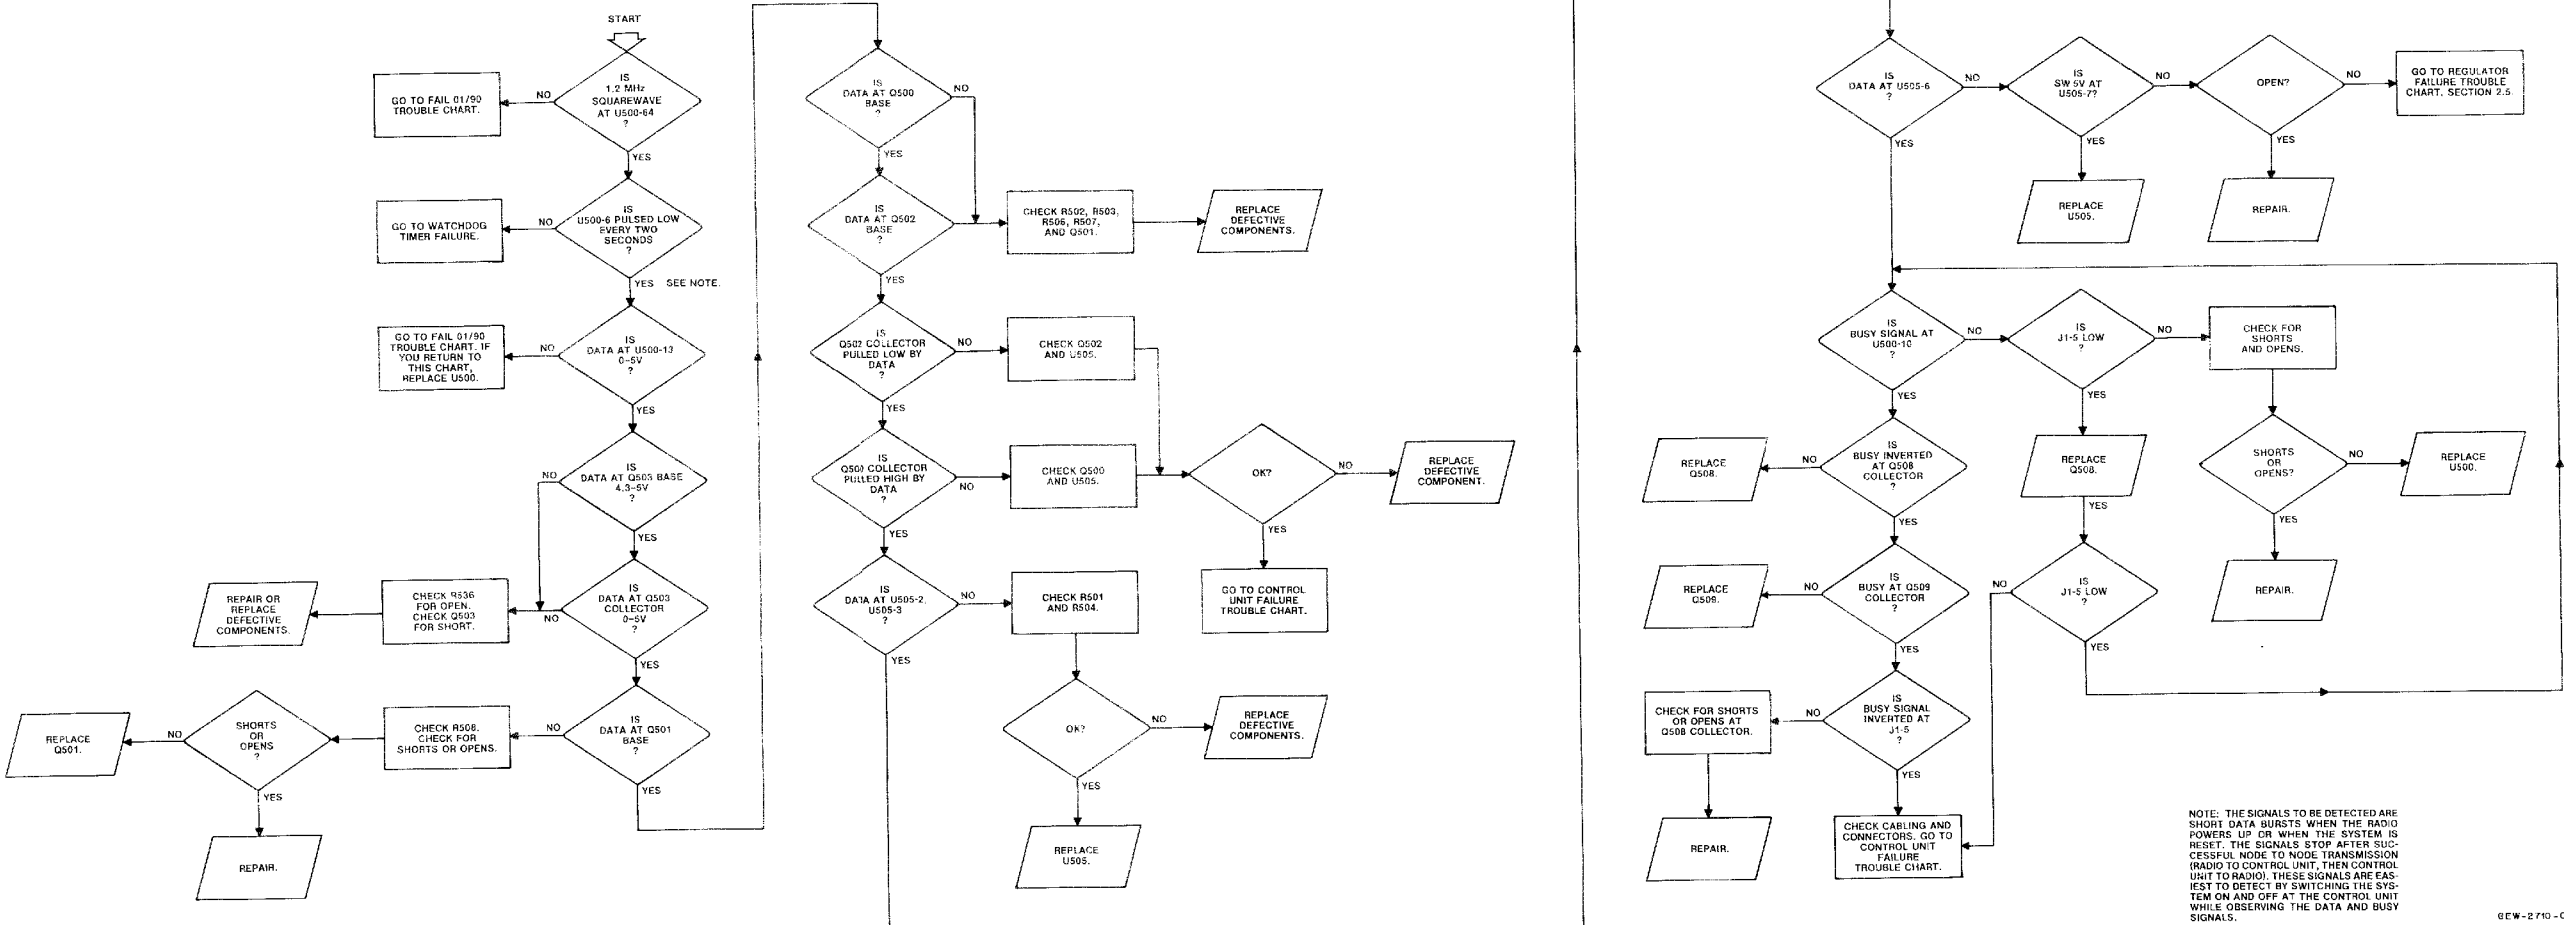 START
IS
1.2 MHz
SQUAREWAVE
AT U500-64
?
NO
GO TO FAIL 01/90
TROUBLE CHART.
YES
IS
U500-6 PULSED LOW
EVERY TWO
SECONDS
?
NO
GO TO WATCHDOG
TIMER FAILURE.
YES SEE NOTE.
IS
DATA AT U500-13
0-5V
?
NO
GO TO FAIL 01/90
TROUBLE CHART. IF
YOU RETURN TO
THIS CHART,
REPLACE U500.
YES
IS
DATA AT Q503 BASE
4.3-5V
?
NO
YES
IS
DATA AT Q503
COLLECTOR
0-5V
?
NO
CHECK R536
FOR OPEN.
CHECK Q503
FOR SHORT.
REPAIR OR
REPLACE
DEFECTIVE
COMPONENTS.
YES
IS
DATA AT Q501
BASE
?
NO
CHECK R508.
CHECK FOR
SHORTS OR OPENS.
SHORTS
OR
OPENS
?
NO
REPLACE
Q501.
YES
REPAIR.
YES
IS
DATA AT Q500
BASE
?
NO
YES
IS
DATA AT Q502
BASE
?
CHECK R502, R503,
R506, R507,
AND Q501.
REPLACE
DEFECTIVE
COMPONENTS.
YES
IS
Q502 COLLECTOR
PULLED LOW BY
DATA
?
NO
CHECK Q502
AND U505.
YES
IS
Q500 COLLECTOR
PULLED HIGH BY
DATA
?
NO
CHECK Q500
AND U505.
OK?
NO
REPLACE
DEFECTIVE
COMPONENT.
YES
GO TO CONTROL
UNIT FAILURE
TROUBLE CHART.
YES
IS
DATA AT U505-2,
U505-3
?
NO
CHECK R501
AND R504.
YES
OK?
NO
REPLACE
DEFECTIVE
COMPONENTS.
YES
REPLACE
U505.
IS
DATA AT U505-6
?
NO
IS
SW 5V AT
U505-7?
NO
OPEN?
NO
GO TO REGULATOR
FAILURE TROUBLE
CHART, SECTION 2.5.
YES
YES
YES
REPLACE
U505.
REPAIR.
IS
BUSY SIGNAL AT
U500-10
?
NO
IS
J1-5 LOW
?
NO
CHECK FOR
SHORTS
AND OPENS.
YES
YES
SHORTS
OR
OPENS?
NO
REPLACE
U500.
YES
REPAIR.
IS
BUSY INVERTED
AT Q508
COLLECTOR
?
NO
REPLACE
Q508.
REPLACE
Q508.
YES
YES
IS
BUSY AT Q509
COLLECTOR
?
NO
REPLACE
Q509.
NO
IS
J1-5 LOW
?
YES
YES
IS
BUSY SIGNAL
INVERTED AT
J1-5
?
NO
CHECK FOR SHORTS
OR OPENS AT
Q508 COLLECTOR.
REPAIR.
YES
CHECK CABLING AND
CONNECTORS. GO TO
CONTROL UNIT
FAILURE
TROUBLE CHART.
NOTE: THE SIGNALS TO BE DETECTED ARE
SHORT DATA BURSTS WHEN THE RADIO
POWERS UP OR WHEN THE SYSTEM IS
RESET. THE SIGNALS STOP AFTER SUC-
CESSFUL NODE TO NODE TRANSMISSION
(RADIO TO CONTROL UNIT, THEN CONTROL
UNIT TO RADIO). THESE SIGNALS ARE EAS-
IEST TO DETECT BY SWITCHING THE SYS-
TEM ON AND OFF AT THE CONTROL UNIT
WHILE OBSERVING THE DATA AND BUSY
SIGNALS.